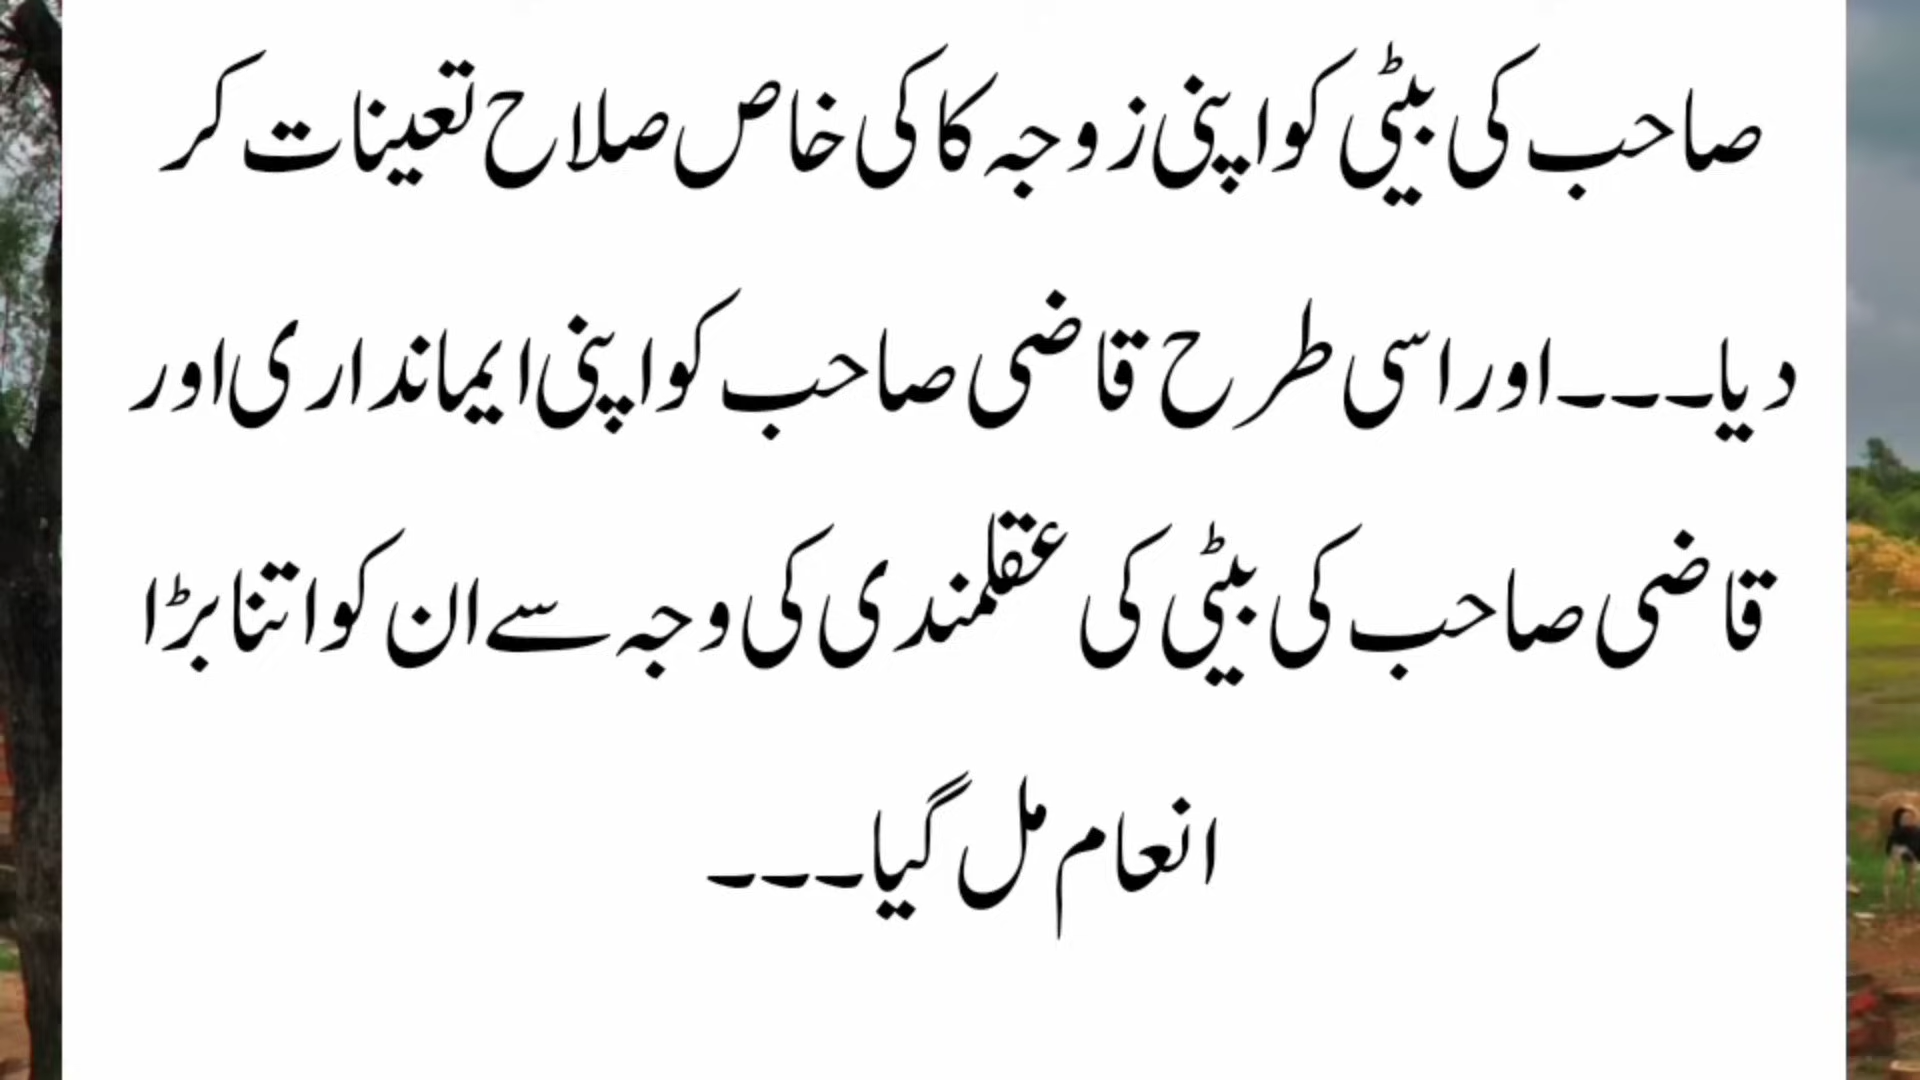 صاحب کی بیٹی کو اپنی زوجہ کا کی خاص صلاح تعینات کر
دیا۔۔۔ اور اسی طرح قاضی صاحب کو اپنی ایمانداری اور
قاضی صاحب کی بیٹی کی عقلمندی کی وجہ سے ان کو اتنا بڑا
انعام مل گیا۔۔۔